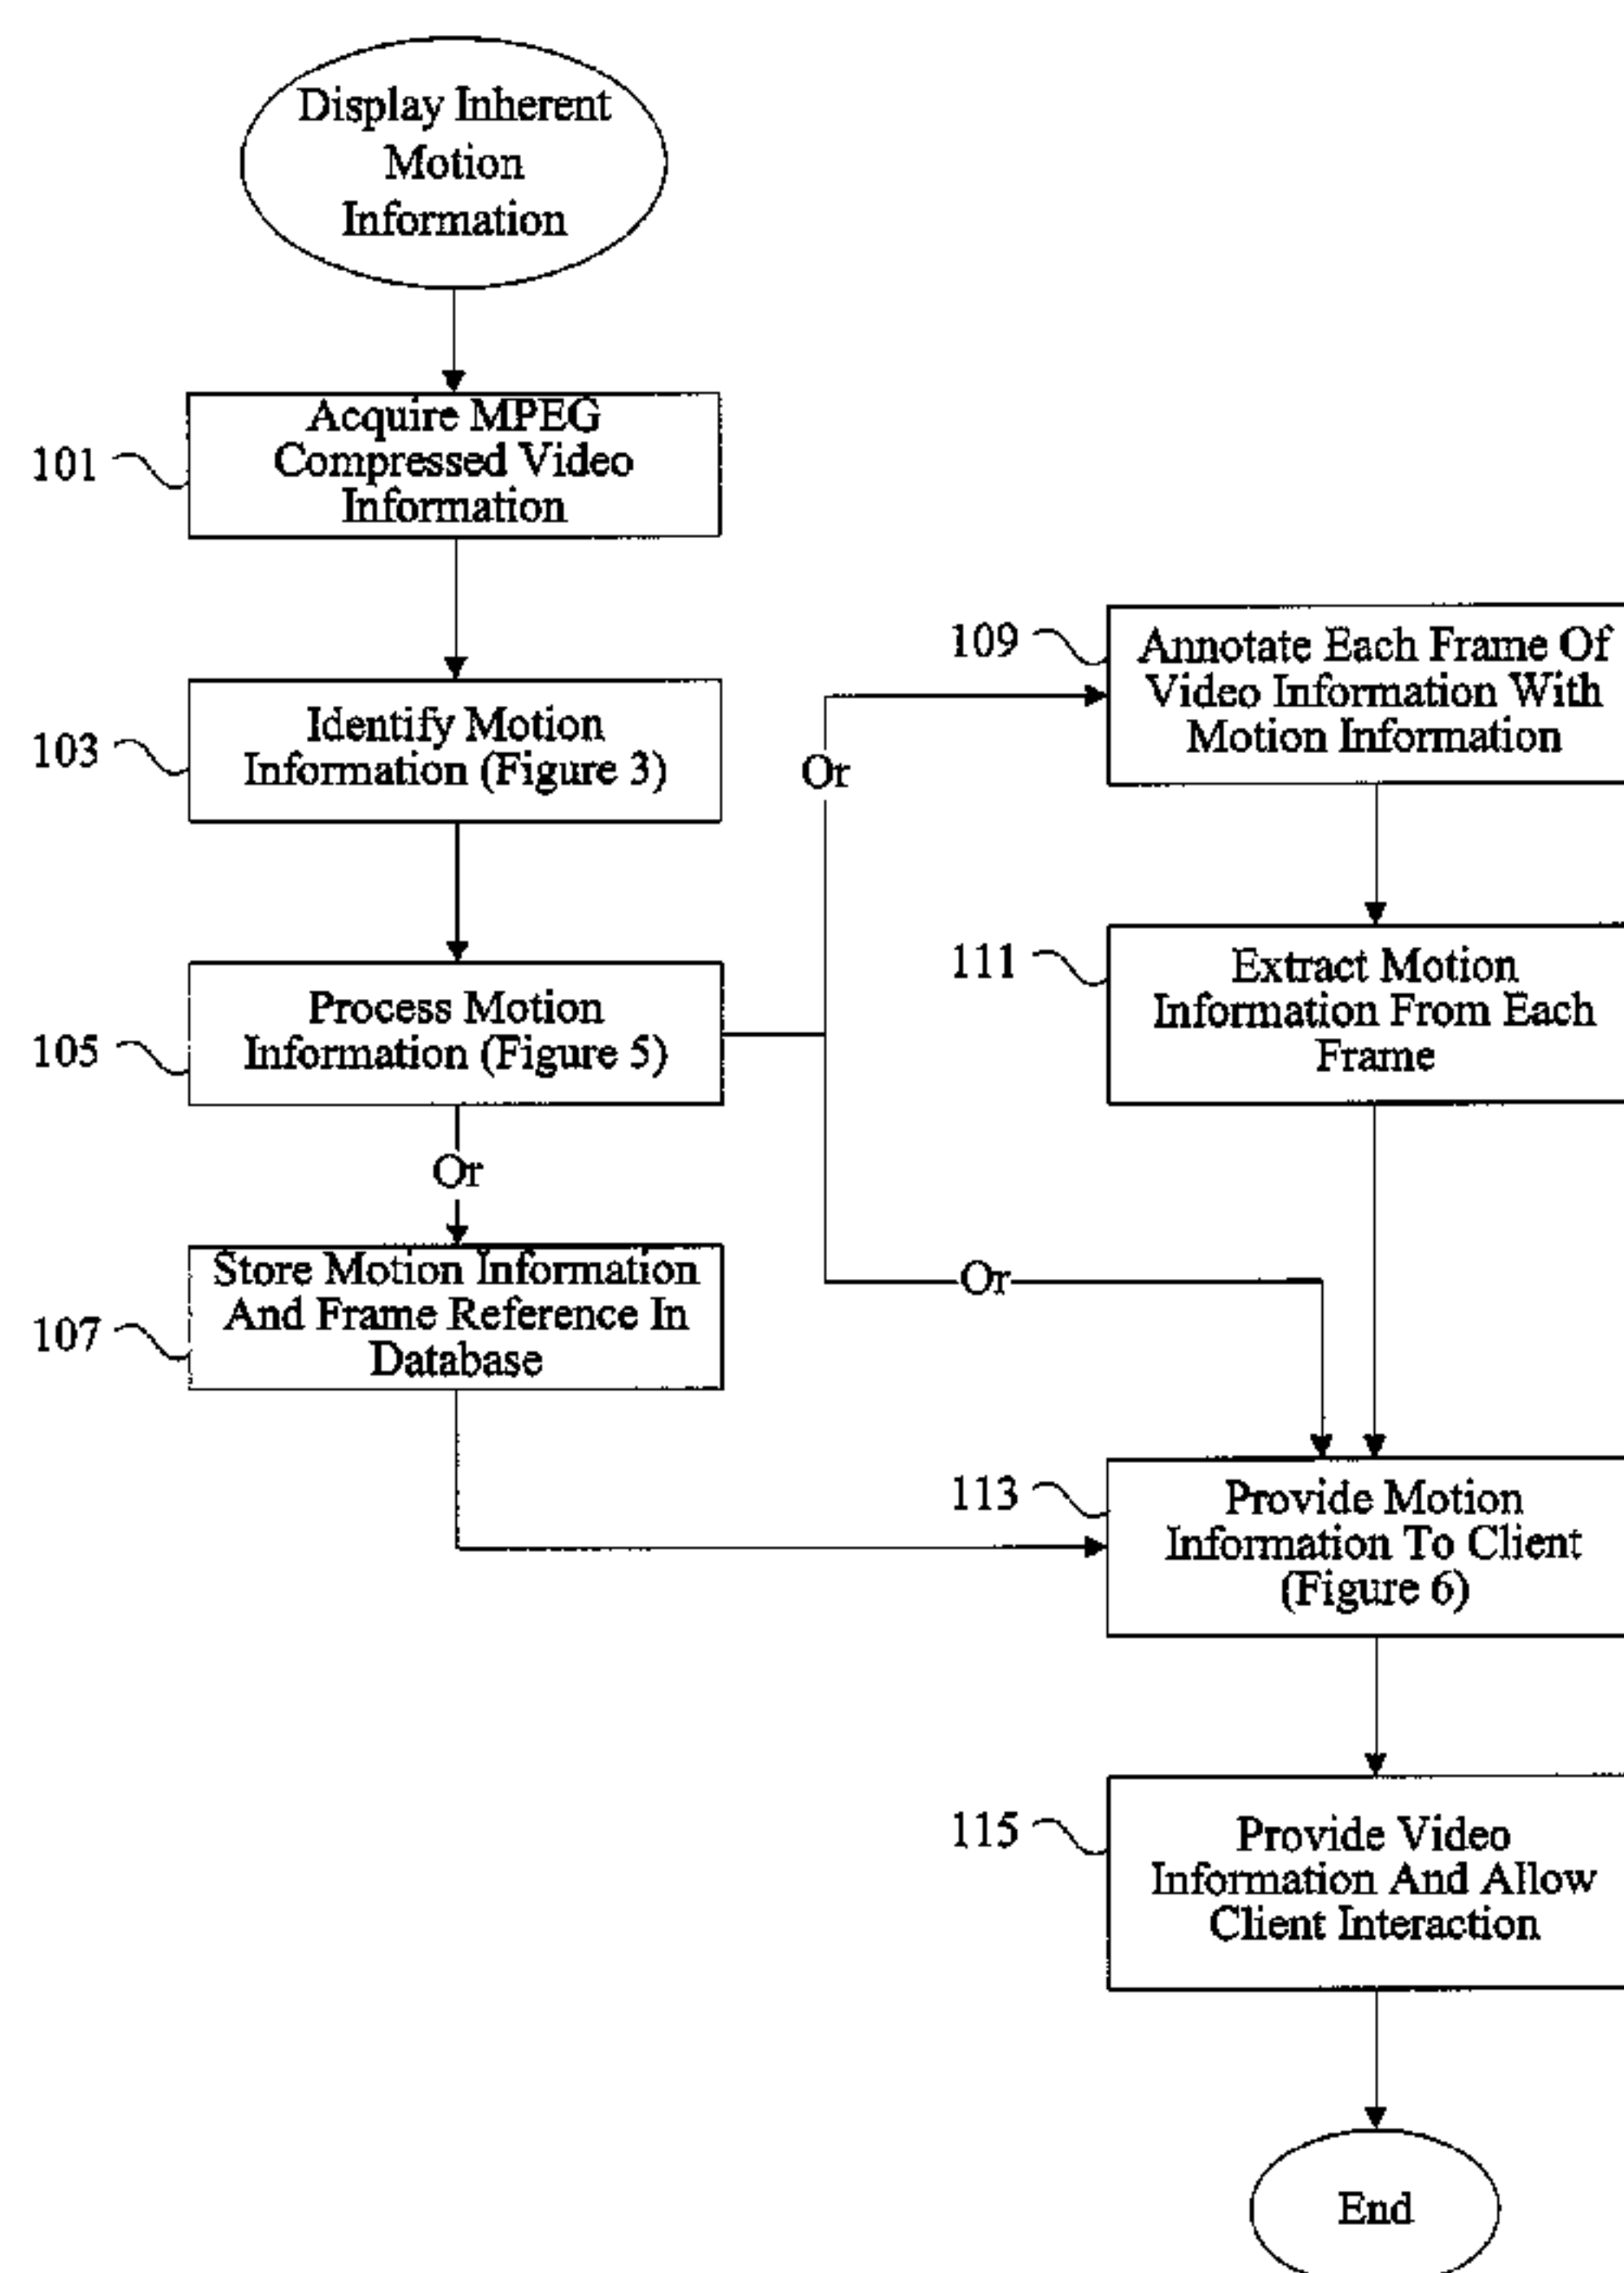 Display Inherent
Motion
Information
101
Acquire MPEG
Compressed Video
Information
103
Identify Motion
Information (Figure 3)
105
Process Motion
Information (Figure 5)
Or
107
Store Motion Information
And Frame Reference In
Database
Or
Or
109
Annotate Each Frame Of
Video Information With
Motion Information
111
Extract Motion
Information From Each
Frame
113
Provide Motion
Information To Client
(Figure 6)
115
Provide Video
Information And Allow
Client Interaction
End